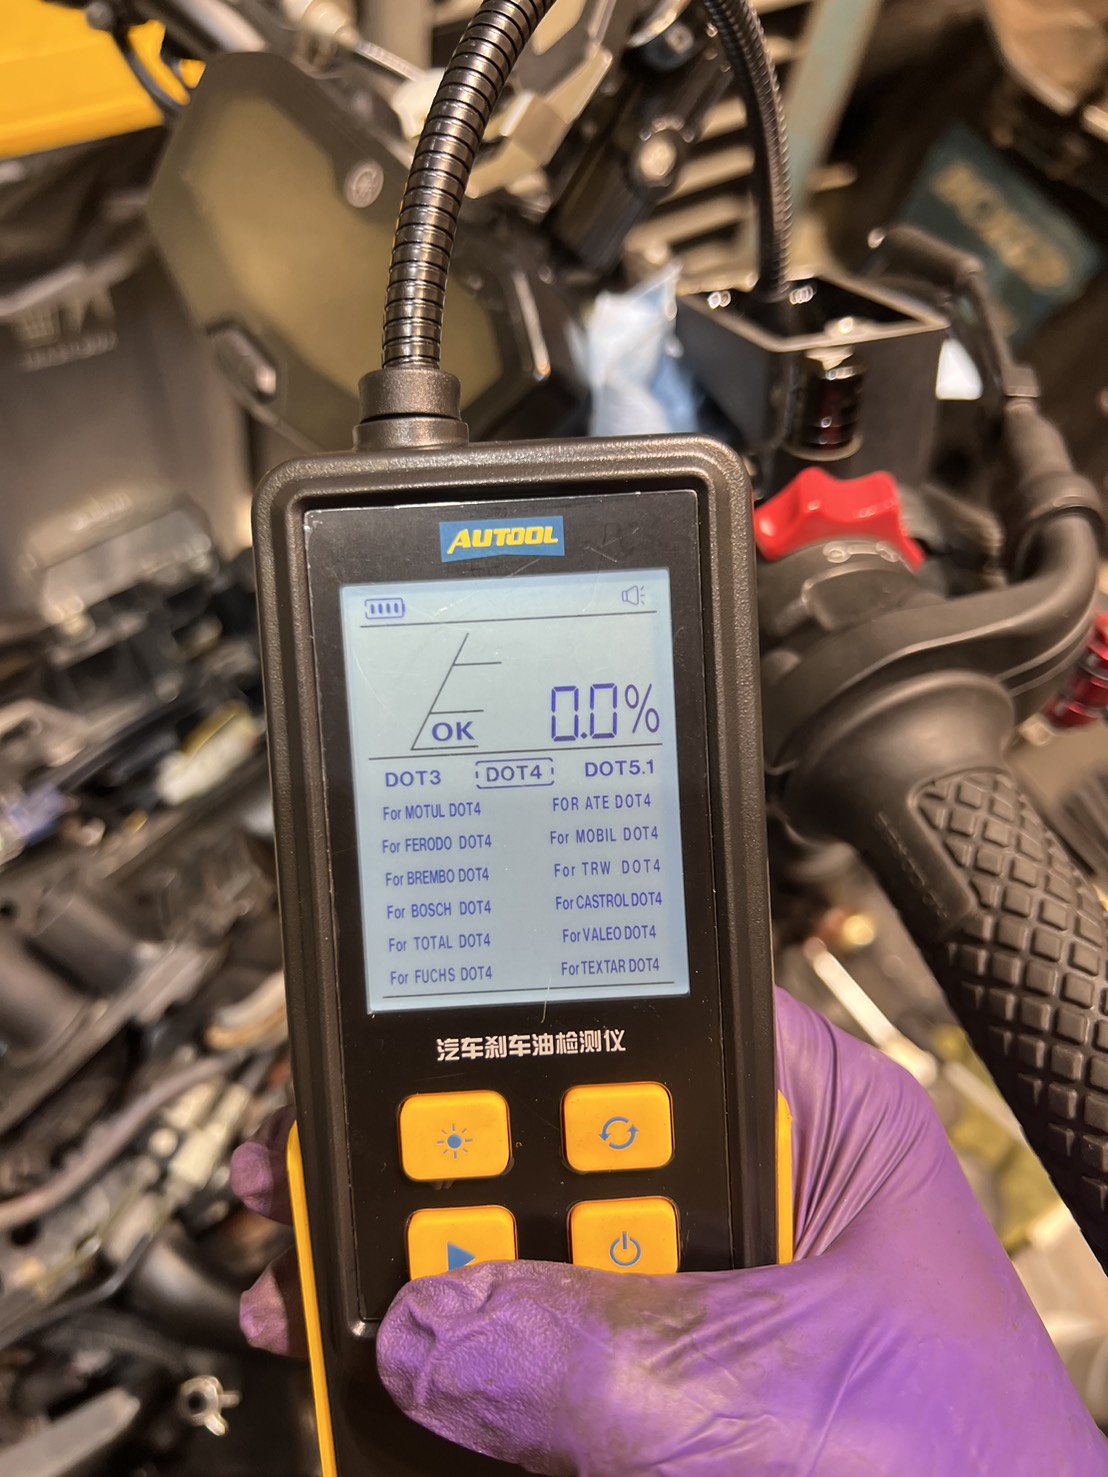 AUTOOL
OK
0.0%
DOT3 DOT4 DOT5.1
For MOTUL DOT4 FOR ATE DOT4
For FERODO DOT4 For MOBIL DOT4
For BREMBO DOT4 For TRW DOT4
For BOSCH DOT4 For CASTROL DOT4
For TOTAL DOT4 For VALEO DOT4
For FUCHS DOT4 For TEXTAR DOT4
汽车刹车油检测仪